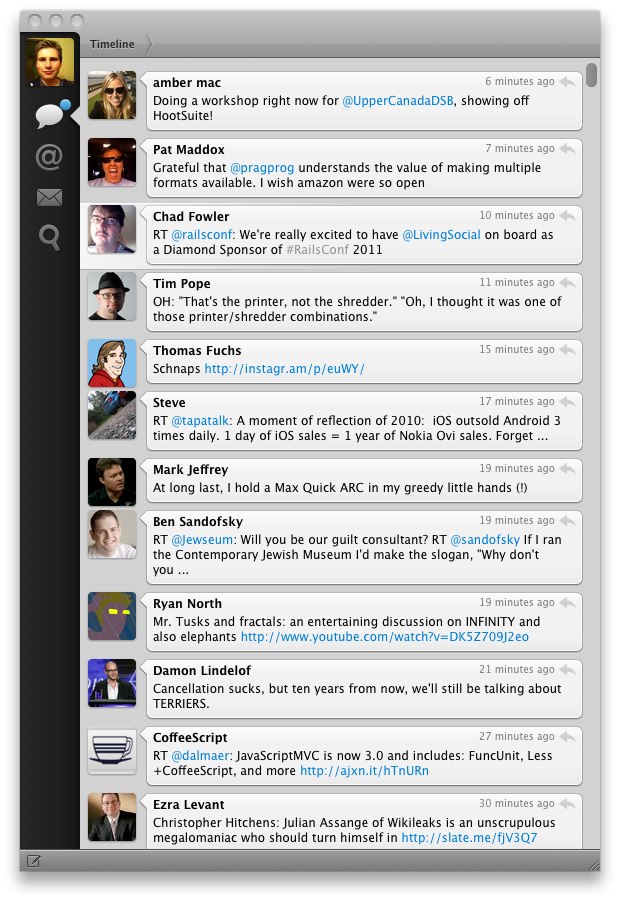 Timeline
amber mac 6 minutes ago
Doing a workshop right now for @UpperCanadaDSB, showing off
HootSuite!
Pat Maddox 7 minutes ago
Grateful that @pragprog understands the value of making multiple
formats available. I wish amazon were so open
Chad Fowler 10 minutes ago
RT @railsconf: We're really excited to have @LivingSocial on board as
a Diamond Sponsor of #RailsConf 2011
Tim Pope 11 minutes ago
OH: "That's the printer, not the shredder." "Oh, I thought it was one of
those printer/shredder combinations."
Thomas Fuchs 15 minutes ago
Schnaps http://instagr.am/p/euWY/
Steve 17 minutes ago
RT @tapatalk: A moment of reflection of 2010:  iOS outsold Android 3
times daily. 1 day of iOS sales = 1 year of Nokia Ovi sales. Forget ...
Mark Jeffrey 19 minutes ago
At long last, I hold a Max Quick ARC in my greedy little hands (!)
Ben Sandofsky 19 minutes ago
RT @Jewseum: Will you be our guilt consultant? RT @sandofsky If I ran
the Contemporary Jewish Museum I'd make the slogan, "Why don't
you ...
Ryan North 19 minutes ago
Mr. Tusks and fractals: an entertaining discussion on INFINITY and
also elephants http://www.youtube.com/watch?v=DK5Z709J2eo
Damon Lindelof 21 minutes ago
Cancellation sucks, but ten years from now, we'll still be talking about
TERRIERS.
CoffeeScript 27 minutes ago
RT @dalmaer: JavaScriptMVC is now 3.0 and includes: FuncUnit, Less
+CoffeeScript, and more http://ajxn.it/hTnURn
Ezra Levant 30 minutes ago
Christopher Hitchens: Julian Assange of Wikileaks is an unscrupulous
megalomaniac who should turn himself in http://slate.me/fjV3Q7